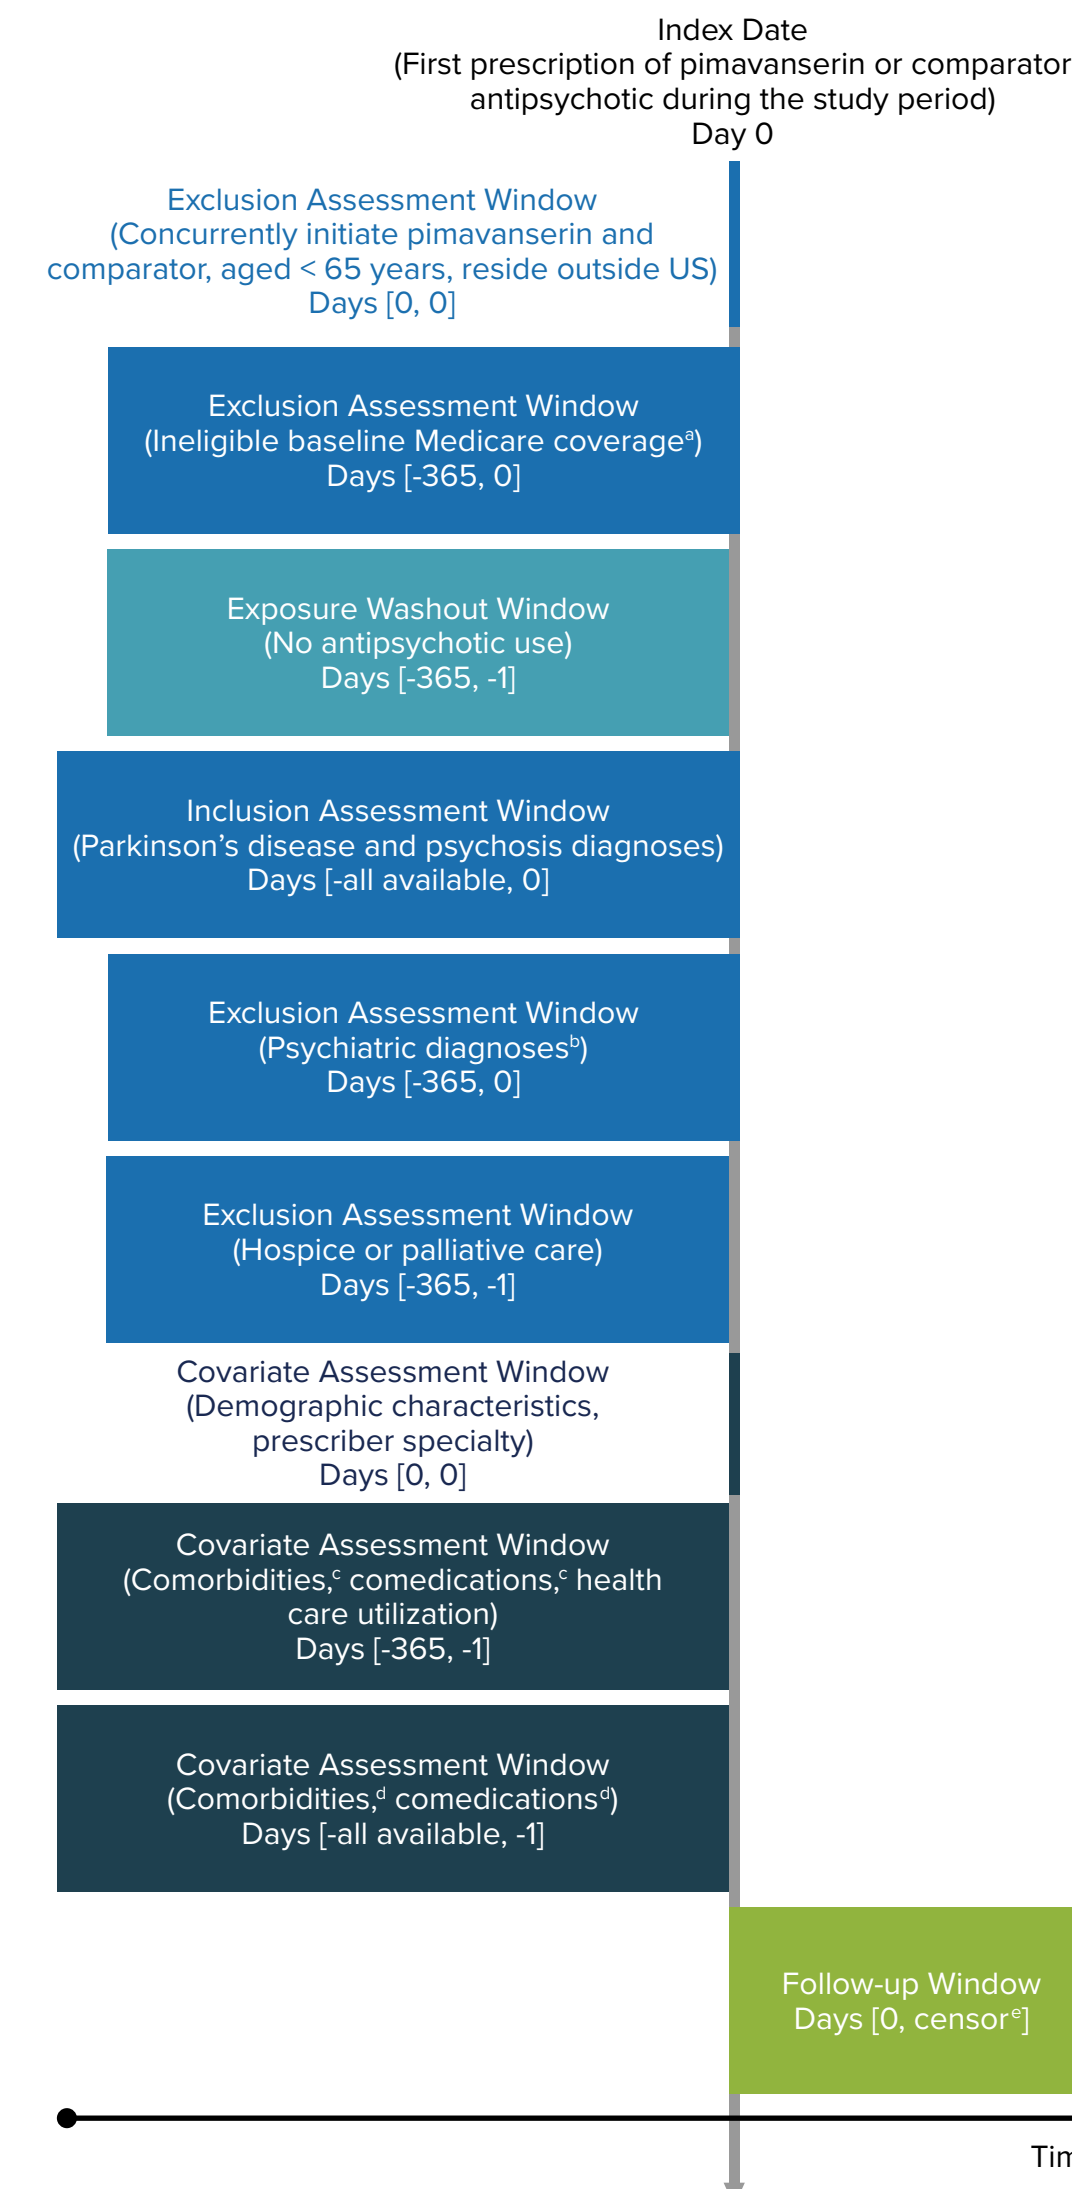 Index Date
(First prescription of pimavanserin or comparator
antipsychotic during the study period)
Day 0
Exclusion Assessment Window
(Concurrently initiate pimavanserin and
comparator, aged < 65 years, reside outside US)
Days [0, 0]
Exclusion Assessment Window
(Ineligible baseline Medicare coverageᵃ)
Days [-365, 0]
Exposure Washout Window
(No antipsychotic use)
Days [-365, -1]
Inclusion Assessment Window
(Parkinson’s disease and psychosis diagnoses)
Days [-all available, 0]
Exclusion Assessment Window
(Psychiatric diagnosesᵇ)
Days [-365, 0]
Exclusion Assessment Window
(Hospice or palliative care)
Days [-365, -1]
Covariate Assessment Window
(Demographic characteristics,
prescriber specialty)
Days [0, 0]
Covariate Assessment Window
(Comorbidities,ᶜ comedications,ᶜ health
care utilization)
Days [-365, -1]
Covariate Assessment Window
(Comorbidities,ᵈ comedicationsᵈ)
Days [-all available, -1]
Follow-up Window
Days [0, censorᵉ]